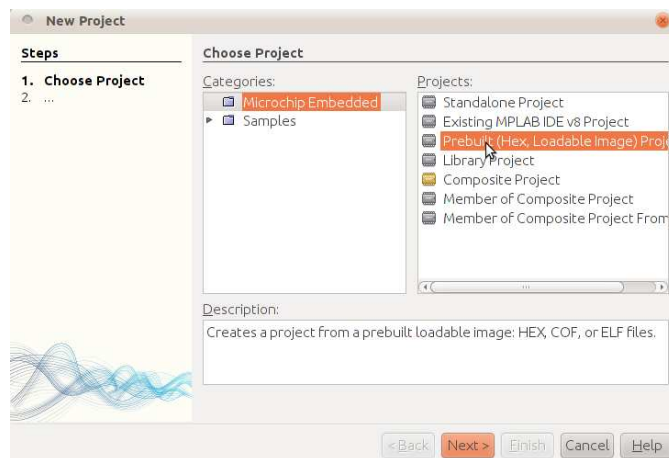 New Project
Steps
1. Choose Project
2. ...
Choose Project
Categories:
Microchip Embedded
Samples
Projects:
Standalone Project
Existing MPLAB IDE v8 Project
Prebuilt (Hex, Loadable Image) Proje
Library Project
Composite Project
Member of Composite Project
Member of Composite Project From
Description:
Creates a project from a prebuilt loadable image: HEX, COF, or ELF files.
< Back
Next >
Finish
Cancel
Help